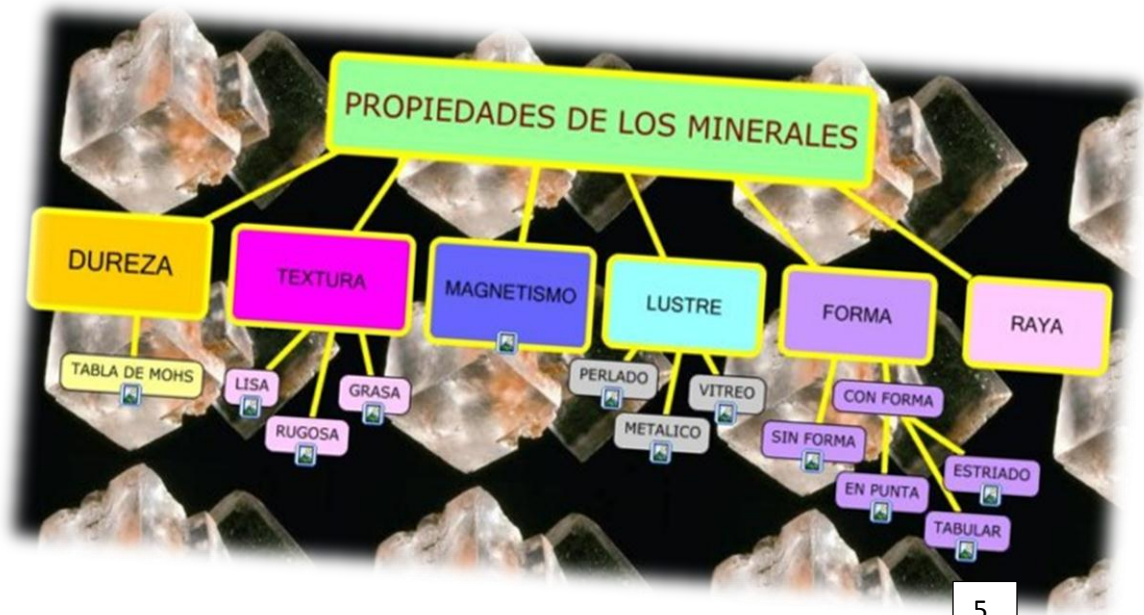 PROPIEDADES DE LOS MINERALES
DUREZA
TEXTURA
MAGNETISMO
LUSTRE
FORMA
RAYA
TABLA DE MOHS
LISA
RUGOSA
GRASA
PERLADO
METALICO
VITREO
SIN FORMA
CON FORMA
EN PUNTA
TABULAR
ESTRIADO
5